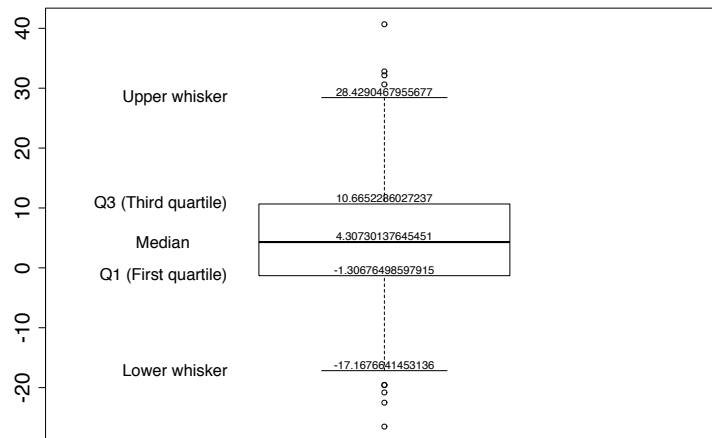 40
30
20
10
0
-10
-20
Upper whisker
28.4290467955677
Q3 (Third quartile)
10.6652286027237
Median
4.30730137645451
Q1 (First quartile)
-1.30676498597915
Lower whisker
-17.1676641453136